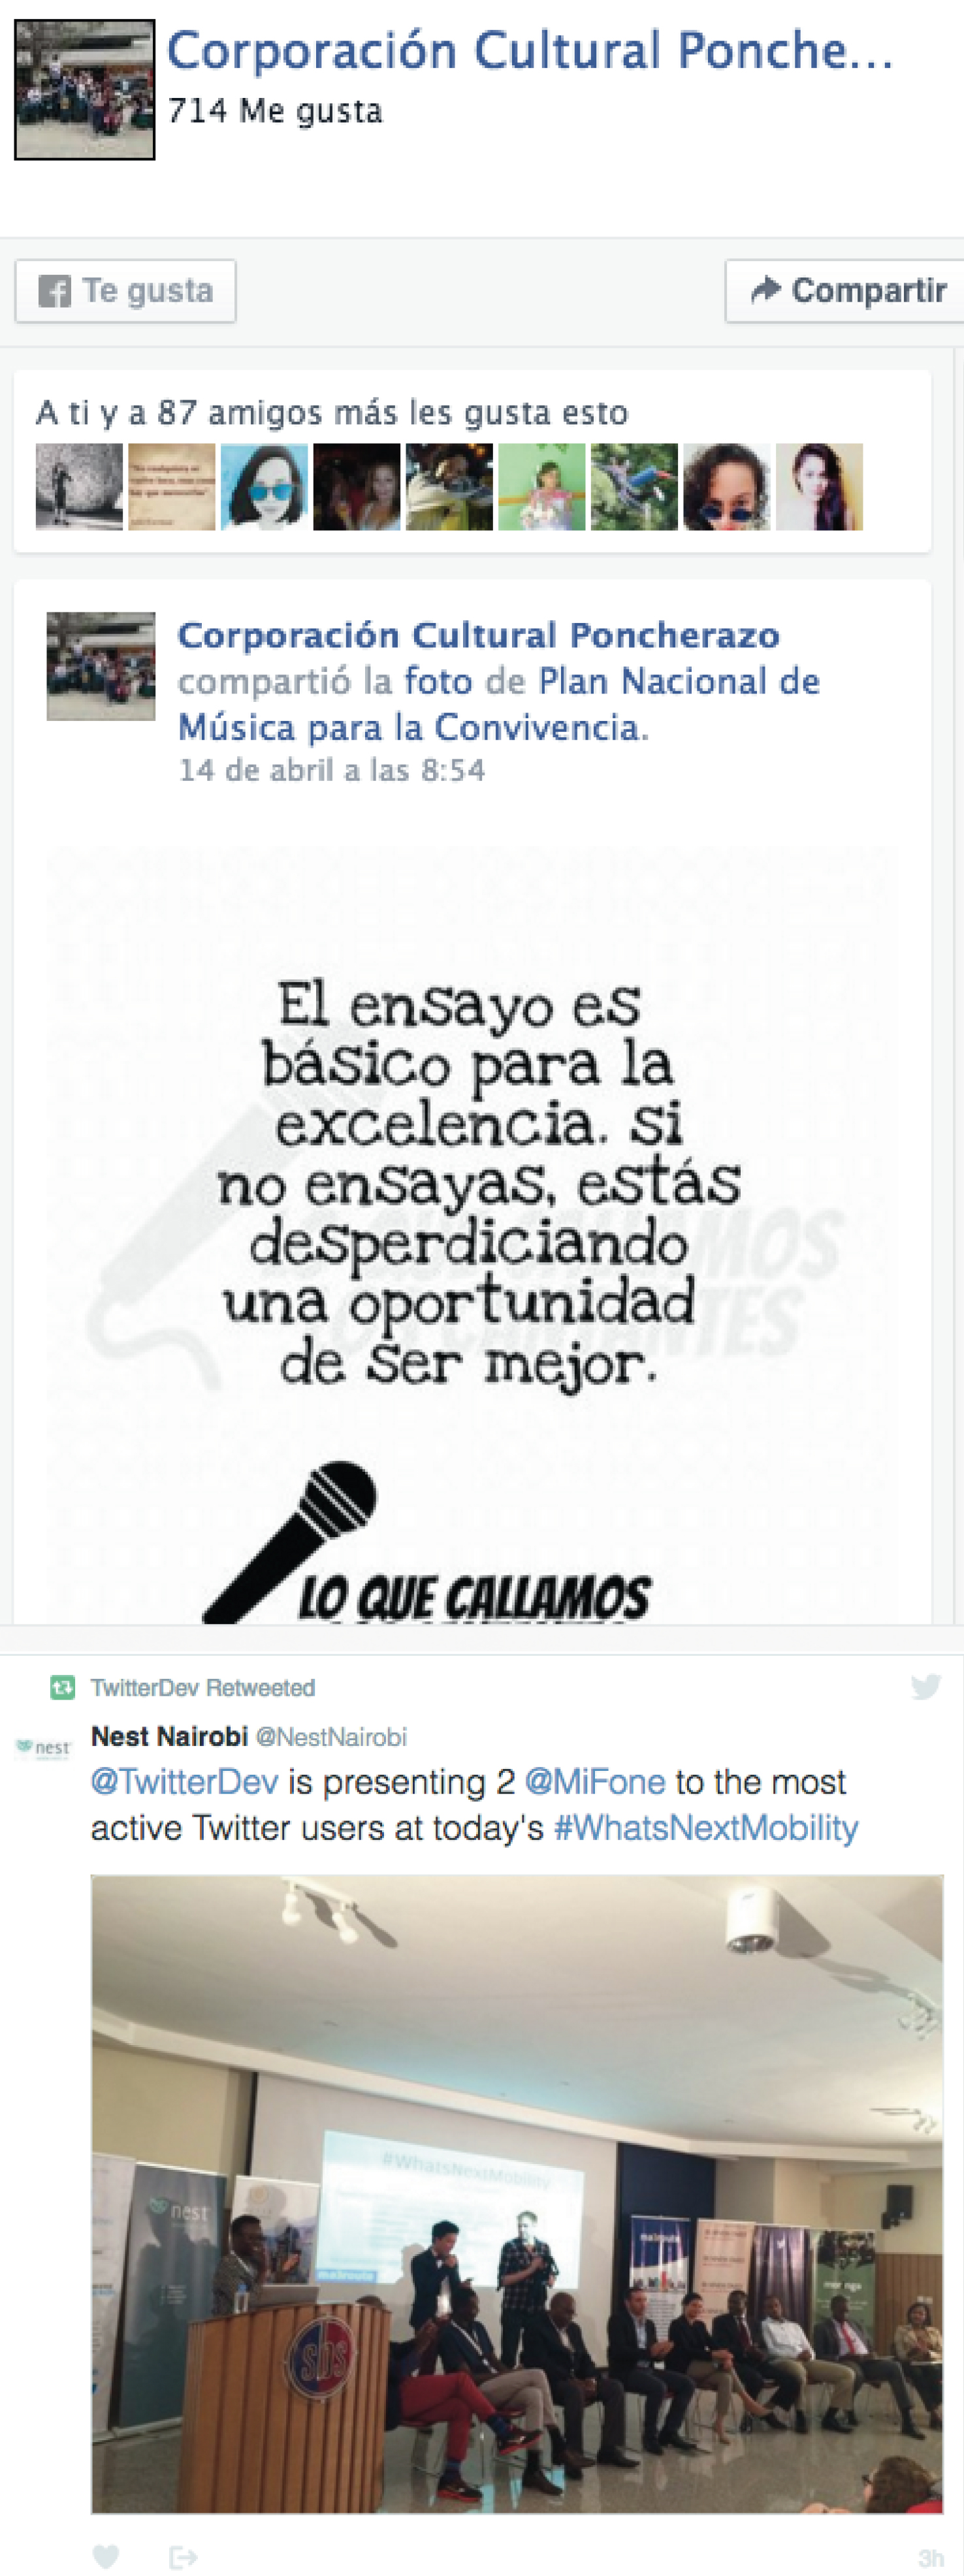 Corporación Cultural Ponche...
714 Me gusta
Te gusta
Compartir
A ti y a 87 amigos más les gusta esto
Corporación Cultural Poncherazo
compartió la foto de Plan Nacional de
Música para la Convivencia.
14 de abril a las 8:54
El ensayo es
básico para la
excelencia. si
no ensayas, estás
desperdiciando
una oportunidad
de ser mejor.
LO QUE CALLAMOS
TwitterDev Retweeted
nest
Nest Nairobi @NestNairobi
@TwitterDev is presenting 2 @MiFone to the most
active Twitter users at today's #WhatsNextMobility
#WhatsNextMobility
nest
SBS
3h